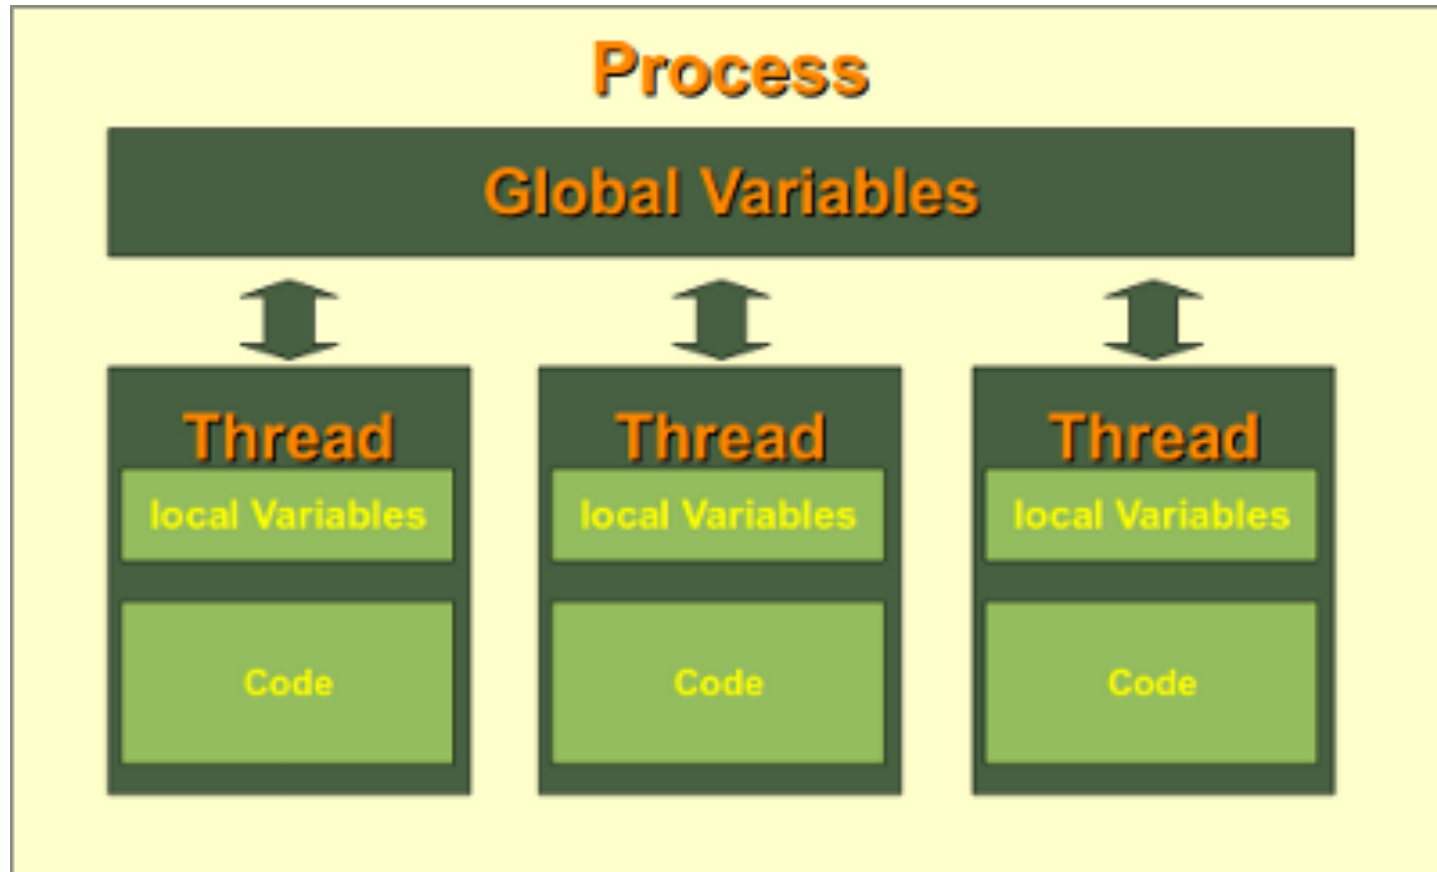 Process
Global Variables
Thread
local Variables
Code
Thread
local Variables
Code
Thread
local Variables
Code